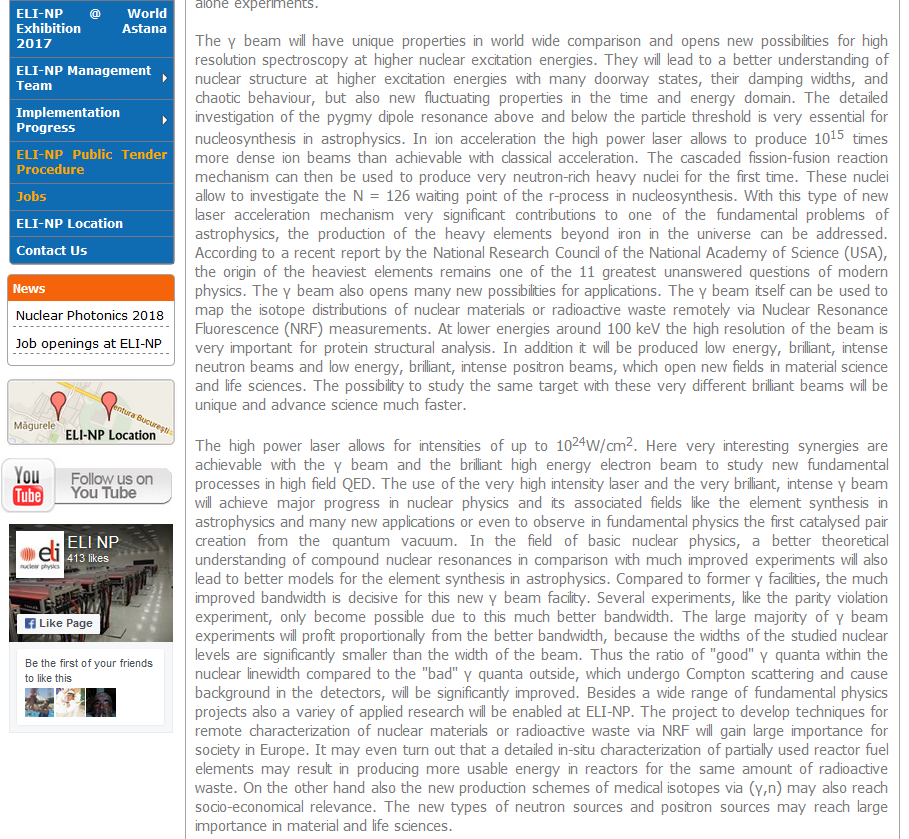 ELI-NP @ World
Exhibition Astana
2017
ELI-NP Management
Team
Implementation
Progress
ELI-NP Public Tender
Procedure
Jobs
ELI-NP Location
Contact Us
News
Nuclear Photonics 2018
Job openings at ELI-NP
Măgurele
entura București
ELI-NP Location
You
Tube
Follow us on
You Tube
eli
nuclear physics
ELI NP
413 likes
Like Page
Be the first of your friends
to like this
alone experiments.
The γ beam will have unique properties in world wide comparison and opens new possibilities for high
resolution spectroscopy at higher nuclear excitation energies. They will lead to a better understanding of
nuclear structure at higher excitation energies with many doorway states, their damping widths, and
chaotic behaviour, but also new fluctuating properties in the time and energy domain. The detailed
investigation of the pygmy dipole resonance above and below the particle threshold is very essential for
nucleosynthesis in astrophysics. In ion acceleration the high power laser allows to produce 10¹⁵ times
more dense ion beams than achievable with classical acceleration. The cascaded fission-fusion reaction
mechanism can then be used to produce very neutron-rich heavy nuclei for the first time. These nuclei
allow to investigate the N = 126 waiting point of the r-process in nucleosynthesis. With this type of new
laser acceleration mechanism very significant contributions to one of the fundamental problems of
astrophysics, the production of the heavy elements beyond iron in the universe can be addressed.
According to a recent report by the National Research Council of the National Academy of Science (USA),
the origin of the heaviest elements remains one of the 11 greatest unanswered questions of modern
physics. The γ beam also opens many new possibilities for applications. The γ beam itself can be used to
map the isotope distributions of nuclear materials or radioactive waste remotely via Nuclear Resonance
Fluorescence (NRF) measurements. At lower energies around 100 keV the high resolution of the beam is
very important for protein structural analysis. In addition it will be produced low energy, brilliant, intense
neutron beams and low energy, brilliant, intense positron beams, which open new fields in material science
and life sciences. The possibility to study the same target with these very different brilliant beams will be
unique and advance science much faster.
The high power laser allows for intensities of up to 10²⁴W/cm². Here very interesting synergies are
achievable with the γ beam and the brilliant high energy electron beam to study new fundamental
processes in high field QED. The use of the very high intensity laser and the very brilliant, intense γ beam
will achieve major progress in nuclear physics and its associated fields like the element synthesis in
astrophysics and many new applications or even to observe in fundamental physics the first catalysed pair
creation from the quantum vacuum. In the field of basic nuclear physics, a better theoretical
understanding of compound nuclear resonances in comparison with much improved experiments will also
lead to better models for the element synthesis in astrophysics. Compared to former γ facilities, the much
improved bandwidth is decisive for this new γ beam facility. Several experiments, like the parity violation
experiment, only become possible due to this much better bandwidth. The large majority of γ beam
experiments will profit proportionally from the better bandwidth, because the widths of the studied nuclear
levels are significantly smaller than the width of the beam. Thus the ratio of "good" γ quanta within the
nuclear linewidth compared to the "bad" γ quanta outside, which undergo Compton scattering and cause
background in the detectors, will be significantly improved. Besides a wide range of fundamental physics
projects also a variey of applied research will be enabled at ELI-NP. The project to develop techniques for
remote characterization of nuclear materials or radioactive waste via NRF will gain large importance for
society in Europe. It may even turn out that a detailed in-situ characterization of partially used reactor fuel
elements may result in producing more usable energy in reactors for the same amount of radioactive
waste. On the other hand also the new production schemes of medical isotopes via (γ,n) may also reach
socio-economical relevance. The new types of neutron sources and positron sources may reach large
importance in material and life sciences.